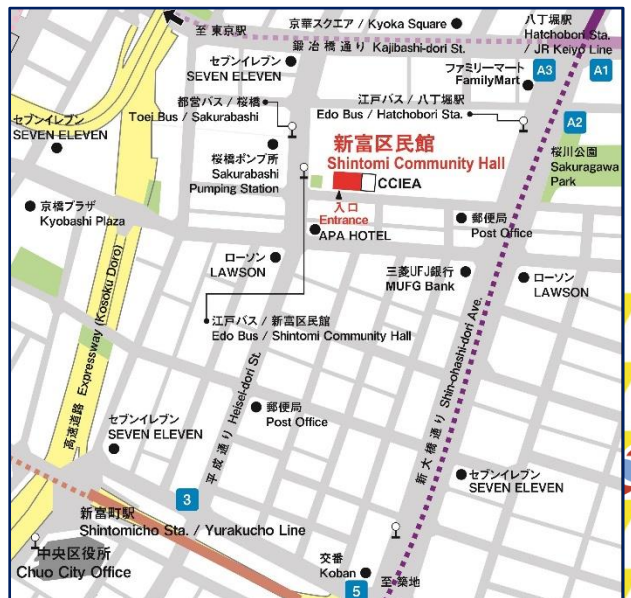 至 東京駅
京華スクエア / Kyoka Square
八丁堀駅
Hatchobori Sta.
/ JR Keiyo Line
鍛冶橋通り Kajibashi-dori St.
セブンイレブン
SEVEN ELEVEN
ファミリーマート
FamilyMart
A3
A1
都営バス / 桜橋
Toei Bus / Sakurabashi
江戸バス / 八丁堀駅
Edo Bus / Hatchobori Sta.
セブンイレブン
SEVEN ELEVEN
A2
新富区民館
Shintomi Community Hall
桜橋ポンプ所
Sakurabashi
Pumping Station
桜川公園
Sakuragawa
Park
CCIEA
入口
Entrance
京橋プラザ
Kyobashi Plaza
郵便局
Post Office
APA HOTEL
ローソン
LAWSON
三菱UFJ銀行
MUFG Bank
ローソン
LAWSON
江戸バス / 新富区民館
Edo Bus / Shintomi Community Hall
高速道路 Expressway (Kosoku Doro)
平成通り Heisei-dori St.
新大橋通り Shin-ohashi-dori Ave.
郵便局
Post Office
セブンイレブン
SEVEN ELEVEN
セブンイレブン
SEVEN ELEVEN
3
新富町駅
Shintomicho Sta. / Yurakucho Line
中央区役所
Chuo City Office
交番
Koban
至 築地
5